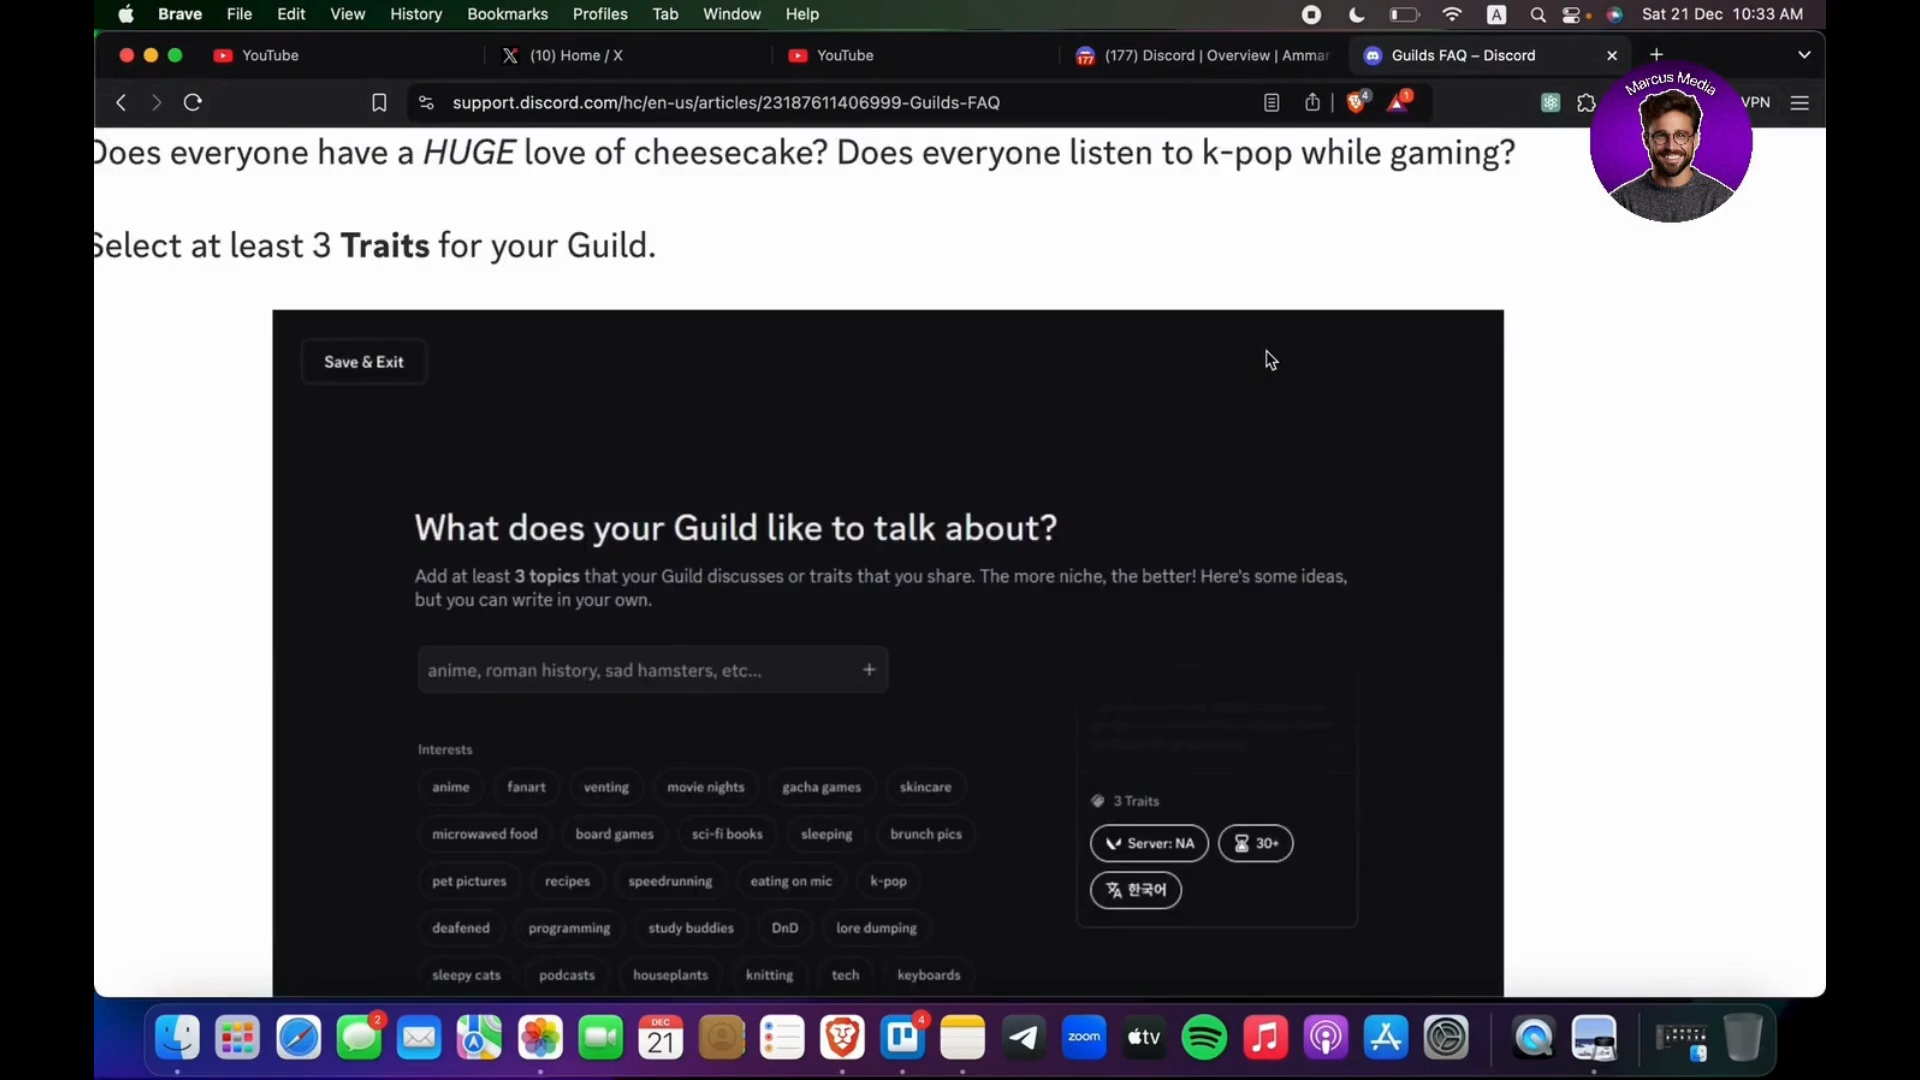 Brave File Edit View History Bookmarks Profiles Tab Window Help A Sat 21 Dec 10:33 AM
YouTube (10) Home / X YouTube 177 (177) Discord | Overview | Ammar Guilds FAQ – Discord
support.discord.com/hc/en-us/articles/23187611406999-Guilds-FAQ 4 1 VPN
Marcus Media
Does everyone have a HUGE love of cheesecake? Does everyone listen to k-pop while gaming?
Select at least 3 Traits for your Guild.
Save & Exit
What does your Guild like to talk about?
Add at least 3 topics that your Guild discusses or traits that you share. The more niche, the better! Here's some ideas,
but you can write in your own.
anime, roman history, sad hamsters, etc... +
Interests
anime fanart venting movie nights gacha games skincare
microwaved food board games sci-fi books sleeping brunch pics
pet pictures recipes speedrunning eating on mic k-pop
deafened programming study buddies DnD lore dumping
sleepy cats podcasts houseplants knitting tech keyboards
3 Traits
Server: NA 30+
한국어
2 DEC 21 4 zoom tv